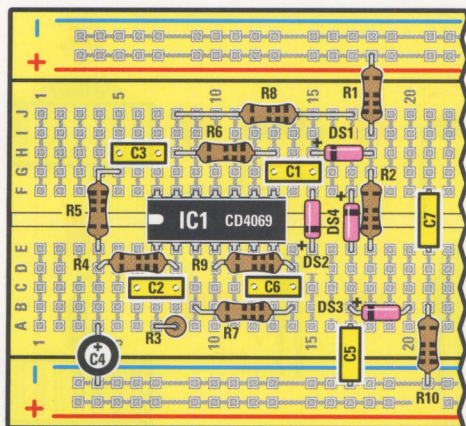 –
+
R8
R1
1
5
10
15
20
J
I
H
G
F
R6
DS1
+
C3
C1
R2
+
R5
IC1 CD4069
DS4
C7
+
DS2
E
D
C
B
A
R4
R9
C2
C6
DS3
+
R3
R7
1
10
15
20
+
C4
C5
R10
–
+